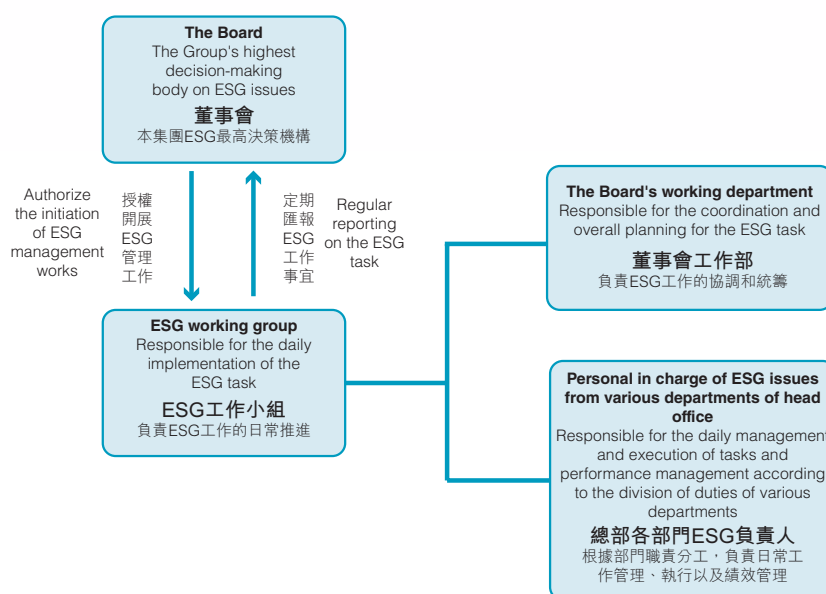 The Board
The Group's highest
decision-making
body on ESG issues
董事會
本集團ESG最高決策機構
Authorize
the initiation
of ESG
management
works
授權
開展
ESG
管理
工作
定期
匯報
ESG
工作
事宜
Regular
reporting
on the ESG
task
ESG working group
Responsible for the daily
implementation of the
ESG task
ESG工作小組
負責ESG工作的日常推進
The Board's working department
Responsible for the coordination and
overall planning for the ESG task
董事會工作部
負責ESG工作的協調和統籌
Personal in charge of ESG issues
from various departments of head
office
Responsible for the daily management
and execution of tasks and
performance management according
to the division of duties of various
departments
總部各部門ESG負責人
根據部門職責分工，負責日常工
作管理、執行以及績效管理